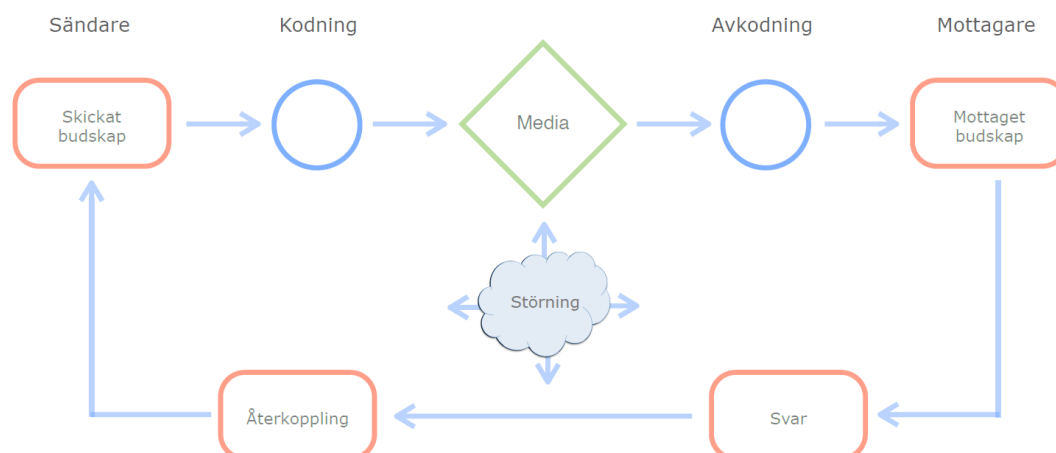 Sändare
Kodning
Avkodning
Mottagare
Skickat
budskap
Media
Mottaget
budskap
Störning
Återkoppling
Svar